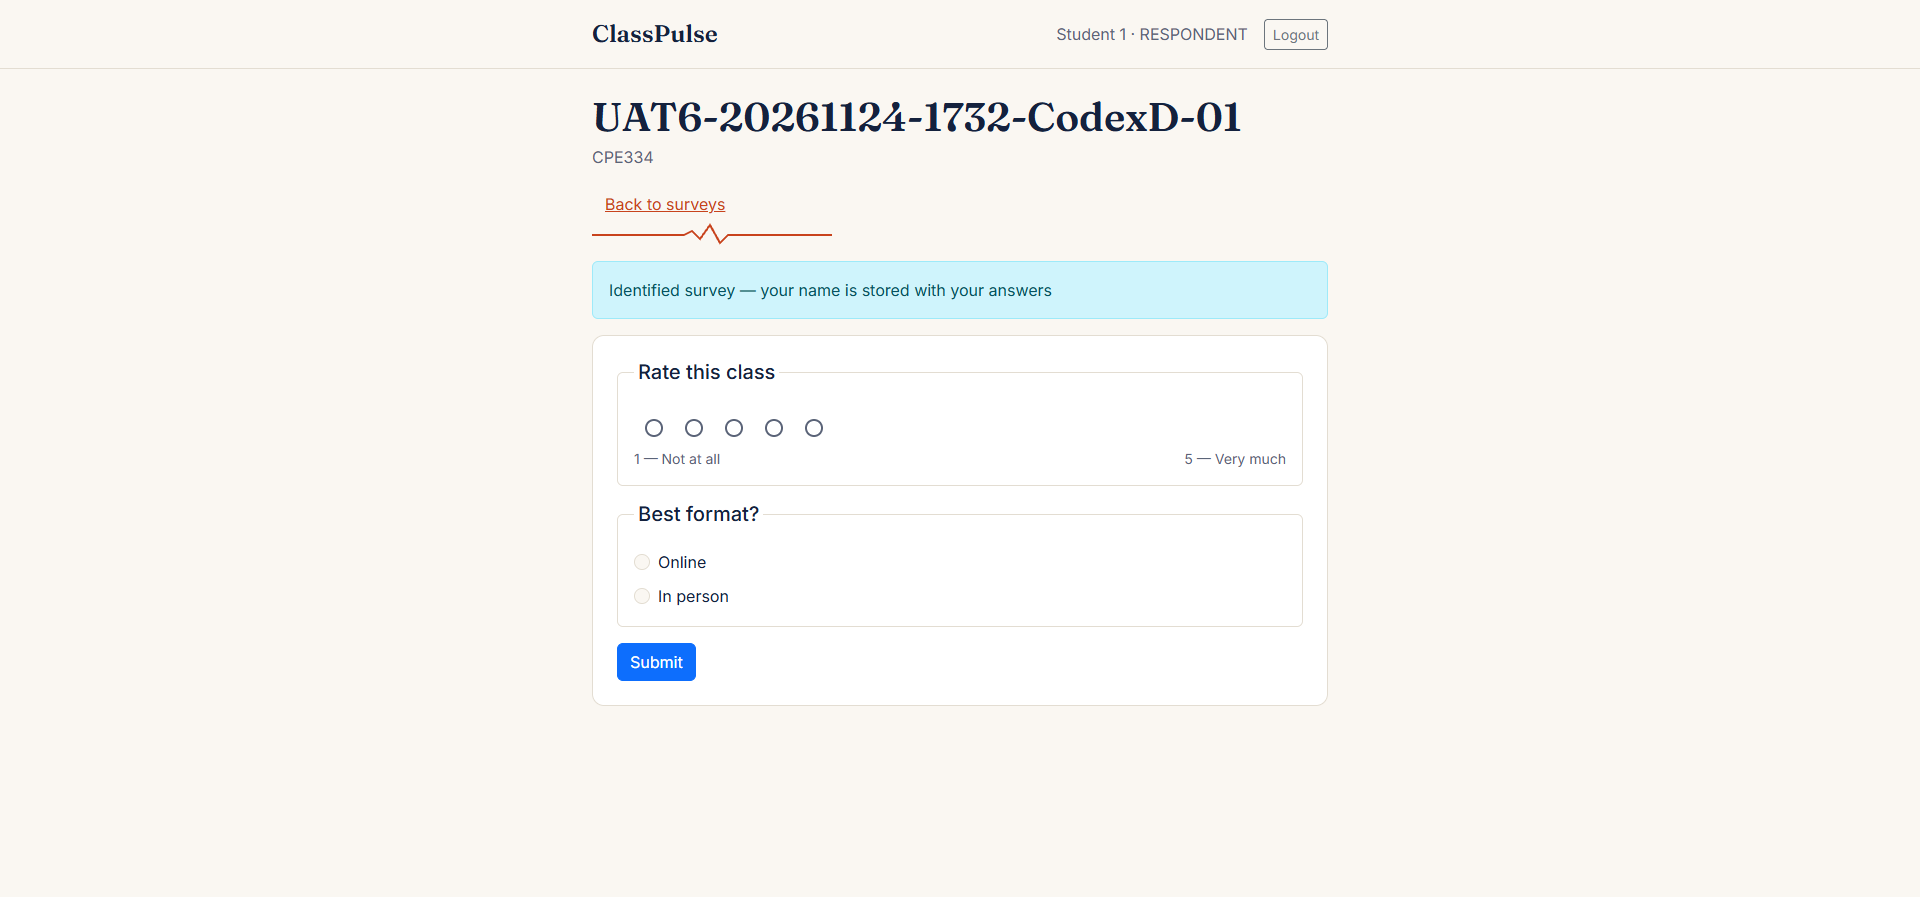 ClassPulse
Student 1 · RESPONDENT
Logout
UAT6-20261124-1732-CodexD-01
CPE334
Back to surveys
Identified survey — your name is stored with your answers
Rate this class
1 — Not at all
5 — Very much
Best format?
Online
In person
Submit